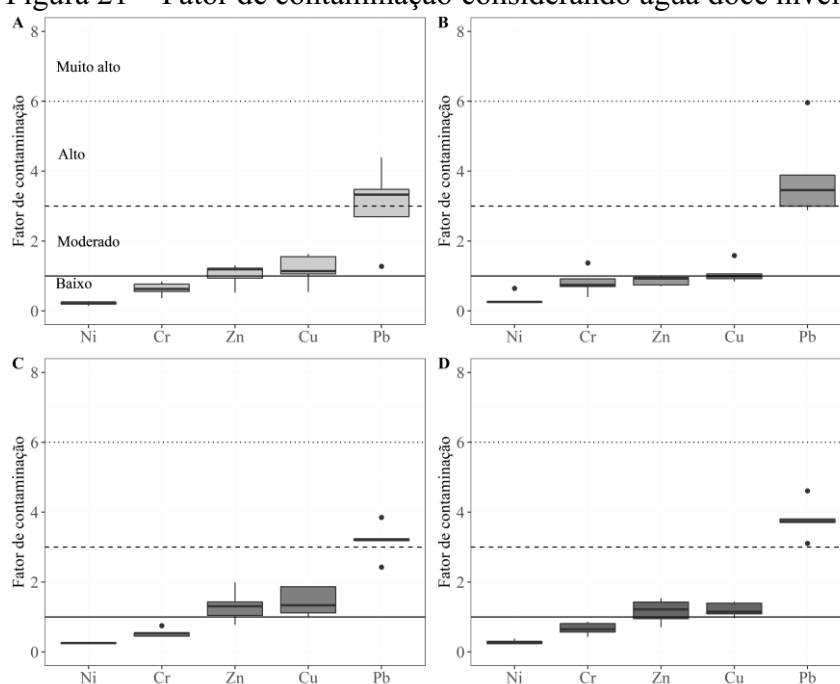 Figura 21 – Fator de contaminação considerando água doce nível
A
8
Muito alto
6
Alto
4
Moderado
2
Baixo
0
Fator de contaminação
Ni Cr Zn Cu Pb
B
8
6
4
2
0
Fator de contaminação
Ni Cr Zn Cu Pb
C
8
6
4
2
0
Fator de contaminação
Ni Cr Zn Cu Pb
D
8
6
4
2
0
Fator de contaminação
Ni Cr Zn Cu Pb